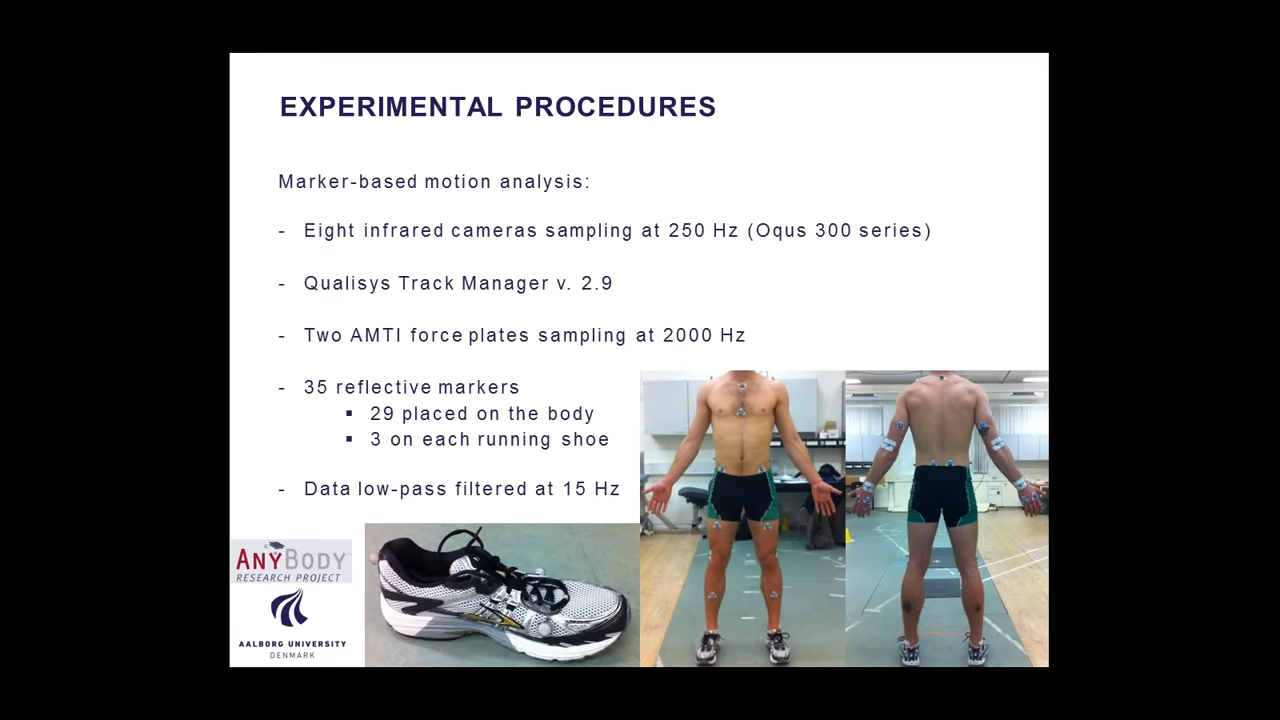 EXPERIMENTAL PROCEDURES
Marker-based motion analysis:
- Eight infrared cameras sampling at 250 Hz (Oqus 300 series)
- Qualisys Track Manager v. 2.9
- Two AMTI force plates sampling at 2000 Hz
- 35 reflective markers
▪ 29 placed on the body
▪ 3 on each running shoe
- Data low-pass filtered at 15 Hz
ANYBODY
RESEARCH PROJECT
AALBORG UNIVERSITY
DENMARK